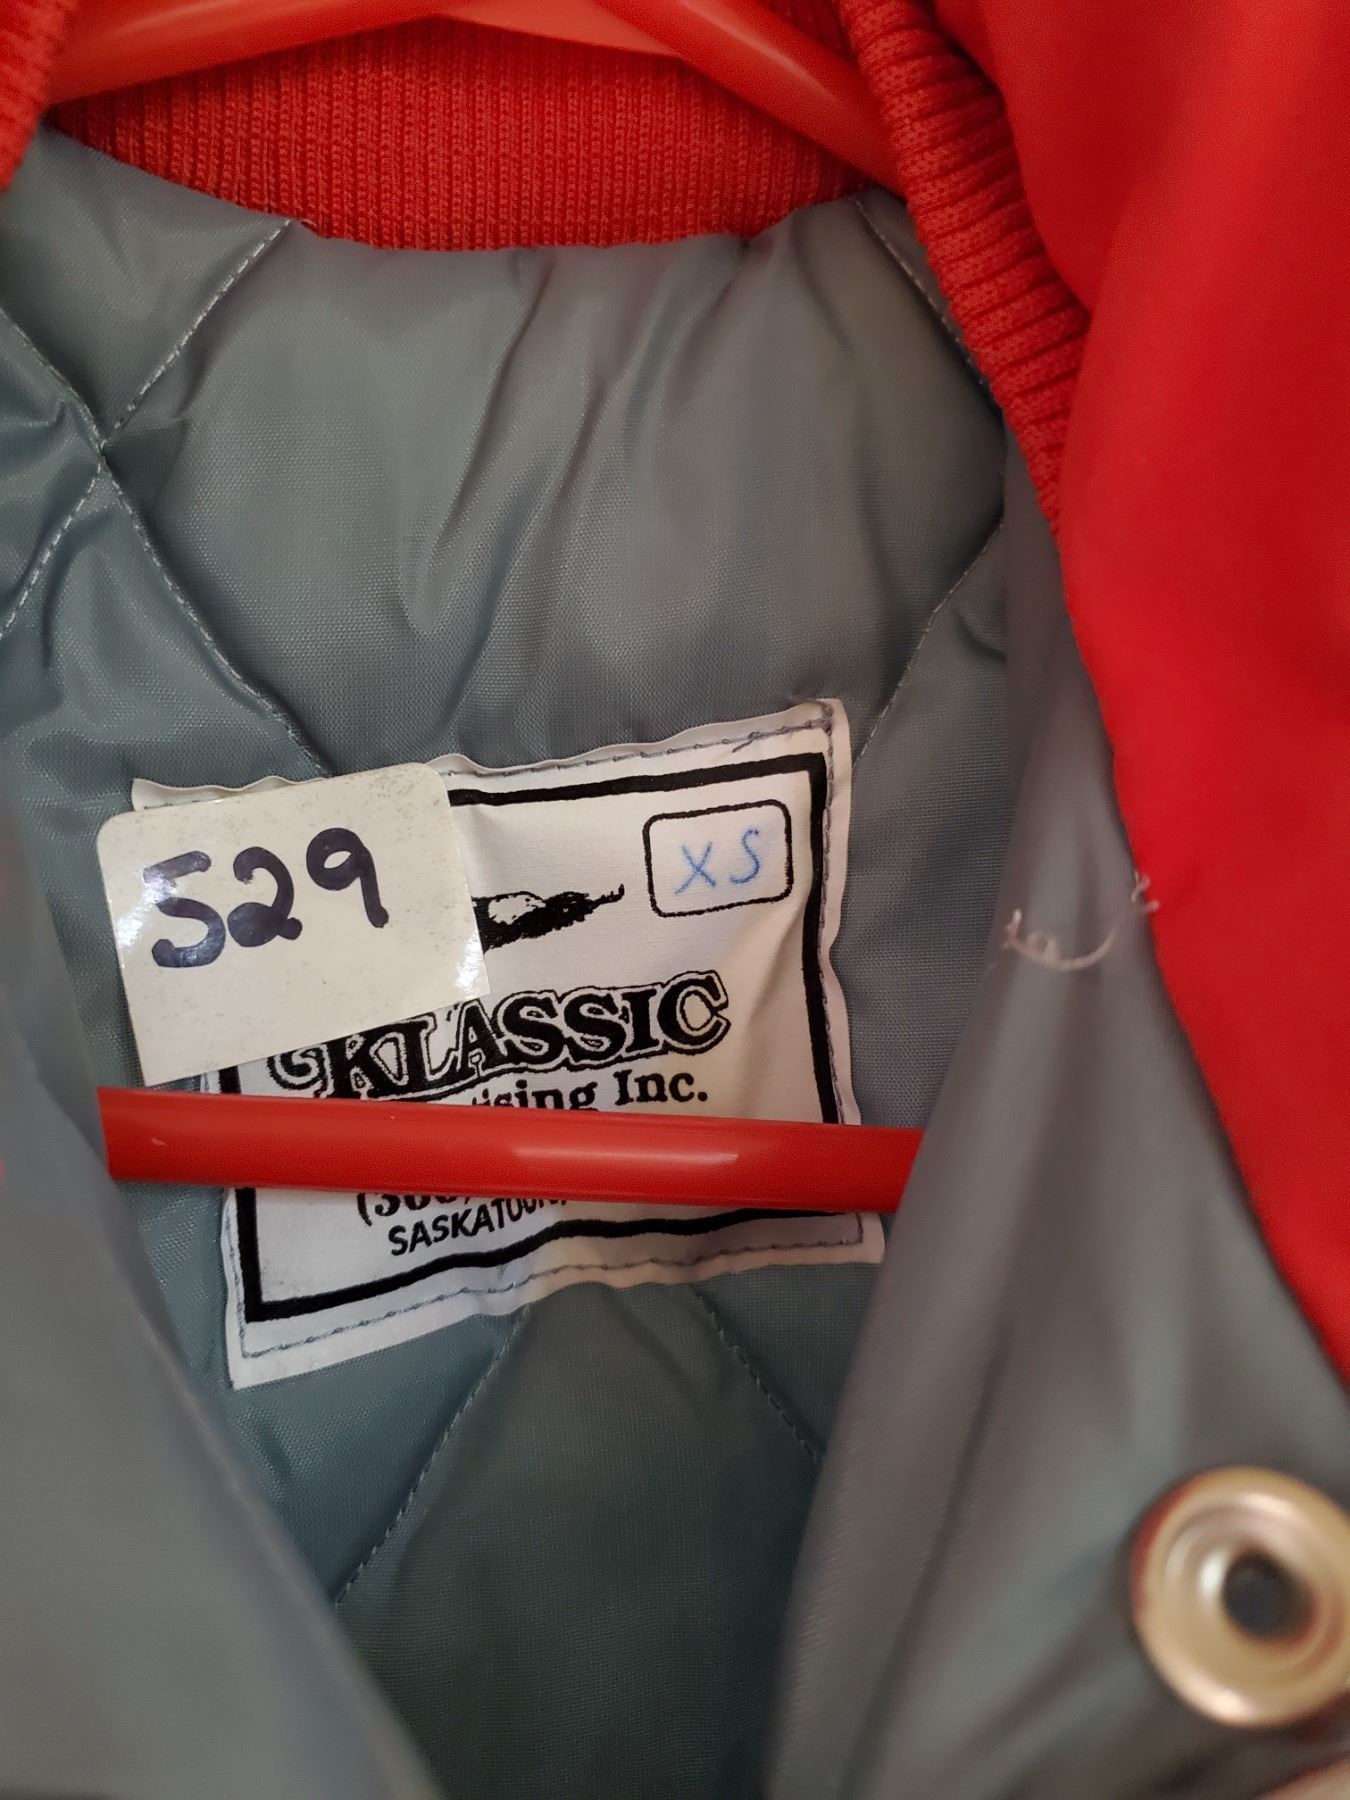 529
XS
KLASSIC
Inc.
SASKATOON,